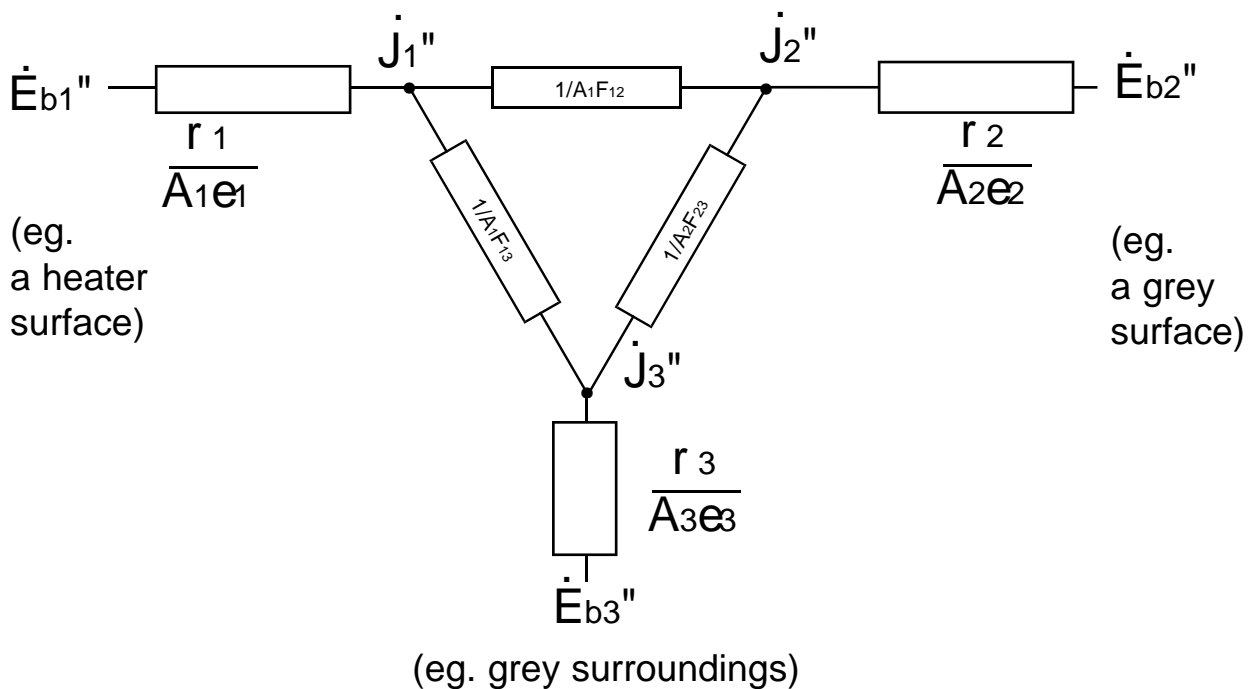 J̇1" J̇2"
Ėb1" 1/A1F12 Ėb2"
r 1
A1e1
r 2
A2e2
1/A1F13
1/A2F23
(eg.
a heater
surface)
(eg.
a grey
surface)
J̇3"
r 3
A3e3
Ėb3"
(eg. grey surroundings)